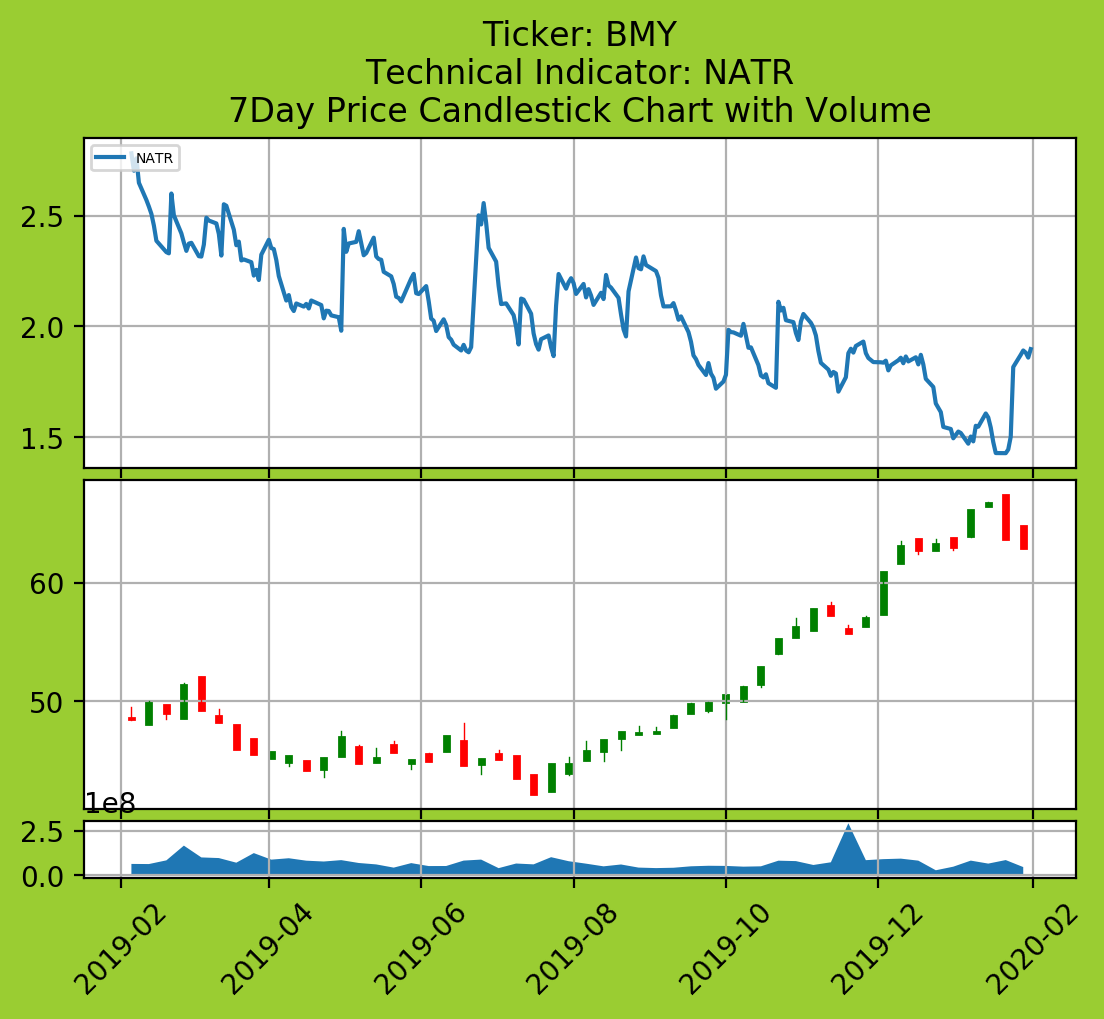 Ticker: BMY
Technical Indicator: NATR
7Day Price Candlestick Chart with Volume
NATR
2.5
2.0
1.5
60
50
1e8
2.5
0.0
2019-02
2019-04
2019-06
2019-08
2019-10
2019-12
2020-02